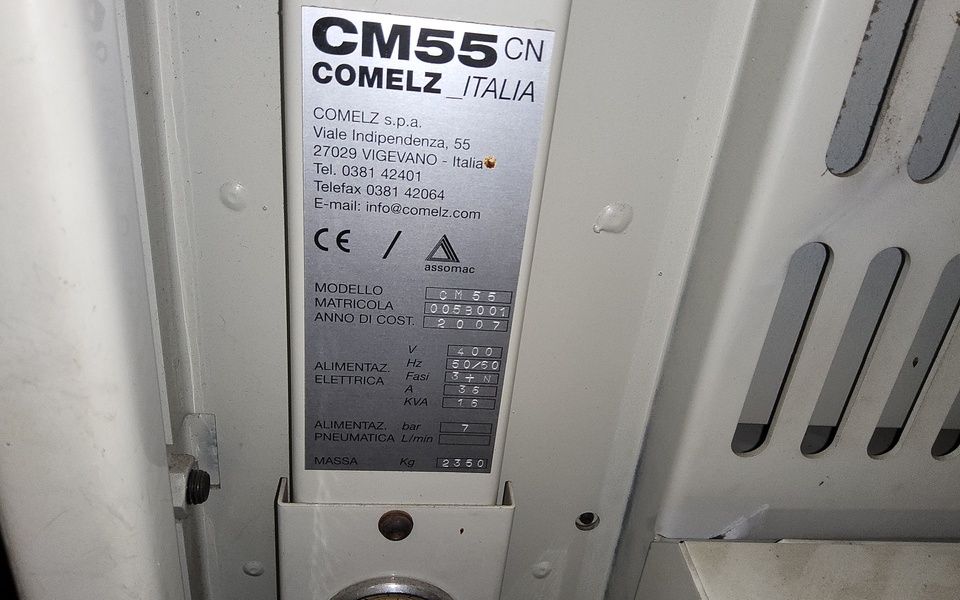 CM55 CN
COMELZ _ITALIA
COMELZ s.p.a.
Viale Indipendenza, 55
27029 VIGEVANO - Italia
Tel. 0381 42401
Telefax 0381 42064
E-mail: info@comelz.com
CE /
assomac
MODELLO CM55
MATRICOLA 0058001
ANNO DI COST. 2007
ALIMENTAZ. ELETTRICA
V 400
Hz 50/60
Fasi 3+N
A 36
KVA 16
ALIMENTAZ. PNEUMATICA
bar 7
L/min
MASSA Kg 2350